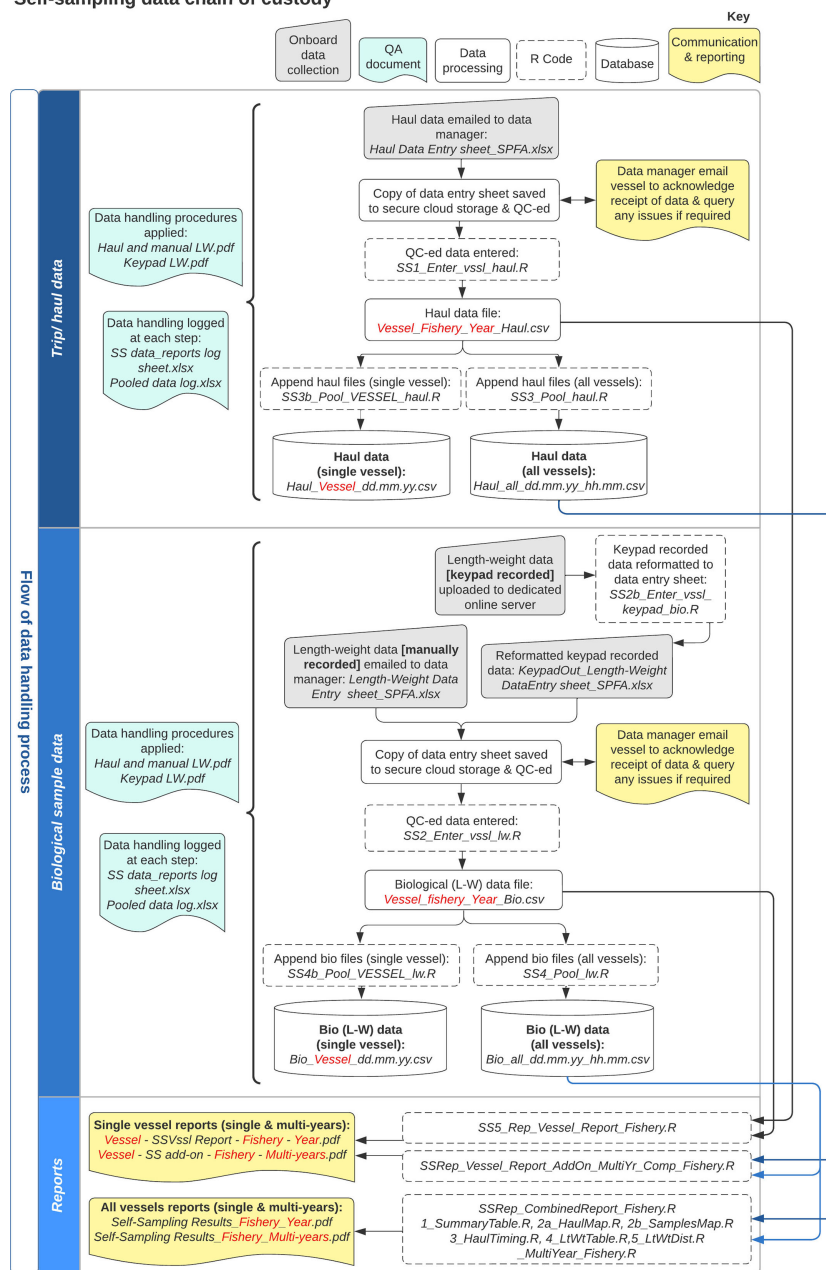 Self-sampling data chain of custody
Key
Onboard
data
collection
QA
document
Data
processing
R Code
Database
Communication
& reporting
Flow of data handling process
Trip/ haul data
Haul data emailed to data
manager:
Haul Data Entry sheet_SPFA.xlsx
Copy of data entry sheet saved
to secure cloud storage & QC-ed
Data manager email
vessel to acknowledge
receipt of data & query
any issues if required
Data handling procedures
applied:
Haul and manual LW.pdf
Keypad LW.pdf
QC-ed data entered:
SS1_Enter_vssl_haul.R
Haul data file:
Vessel_Fishery_Year_Haul.csv
Data handling logged
at each step:
SS data_reports log
sheet.xlsx
Pooled data log.xlsx
Append haul files (single vessel):
SS3b_Pool_VESSEL_haul.R
Append haul files (all vessels):
SS3_Pool_haul.R
Haul data
(single vessel):
Haul_Vessel_dd.mm.yy.csv
Haul data
(all vessels):
Haul_all_dd.mm.yy_hh.mm.csv
Biological sample data
Length-weight data
[keypad recorded]
uploaded to dedicated
online server
Keypad recorded
data reformatted to
data entry sheet:
SS2b_Enter_vssl_
keypad_bio.R
Length-weight data [manually
recorded] emailed to data
manager: Length-Weight Data
Entry  sheet_SPFA.xlsx
Reformatted keypad recorded
data: KeypadOut_Length-Weight
DataEntry sheet_SPFA.xlsx
Data handling procedures
applied:
Haul and manual LW.pdf
Keypad LW.pdf
Copy of data entry sheet saved
to secure cloud storage & QC-ed
Data manager email
vessel to acknowledge
receipt of data & query
any issues if required
QC-ed data entered:
SS2_Enter_vssl_lw.R
Data handling logged
at each step:
SS data_reports log
sheet.xlsx
Pooled data log.xlsx
Biological (L-W) data file:
Vessel_fishery_Year_Bio.csv
Append bio files (single vessel):
SS4b_Pool_VESSEL_lw.R
Append bio files (all vessels):
SS4_Pool_lw.R
Bio (L-W) data
(single vessel):
Bio_Vessel_dd.mm.yy.csv
Bio (L-W) data
(all vessels):
Bio_all_dd.mm.yy_hh.mm.csv
Reports
Single vessel reports (single & multi-years):
Vessel - SSVssl Report - Fishery - Year.pdf
Vessel - SS add-on - Fishery - Multi-years.pdf
SS5_Rep_Vessel_Report_Fishery.R
SSRep_Vessel_Report_AddOn_MultiYr_Comp_Fishery.R
All vessels reports (single & multi-years):
Self-Sampling Results_Fishery_Year.pdf
Self-Sampling Results_Fishery_Multi-years.pdf
SSRep_CombinedReport_Fishery.R
1_SummaryTable.R, 2a_HaulMap.R, 2b_SamplesMap.R
3_HaulTiming.R, 4_LtWtTable.R,5_LtWtDist.R
_MultiYear_Fishery.R